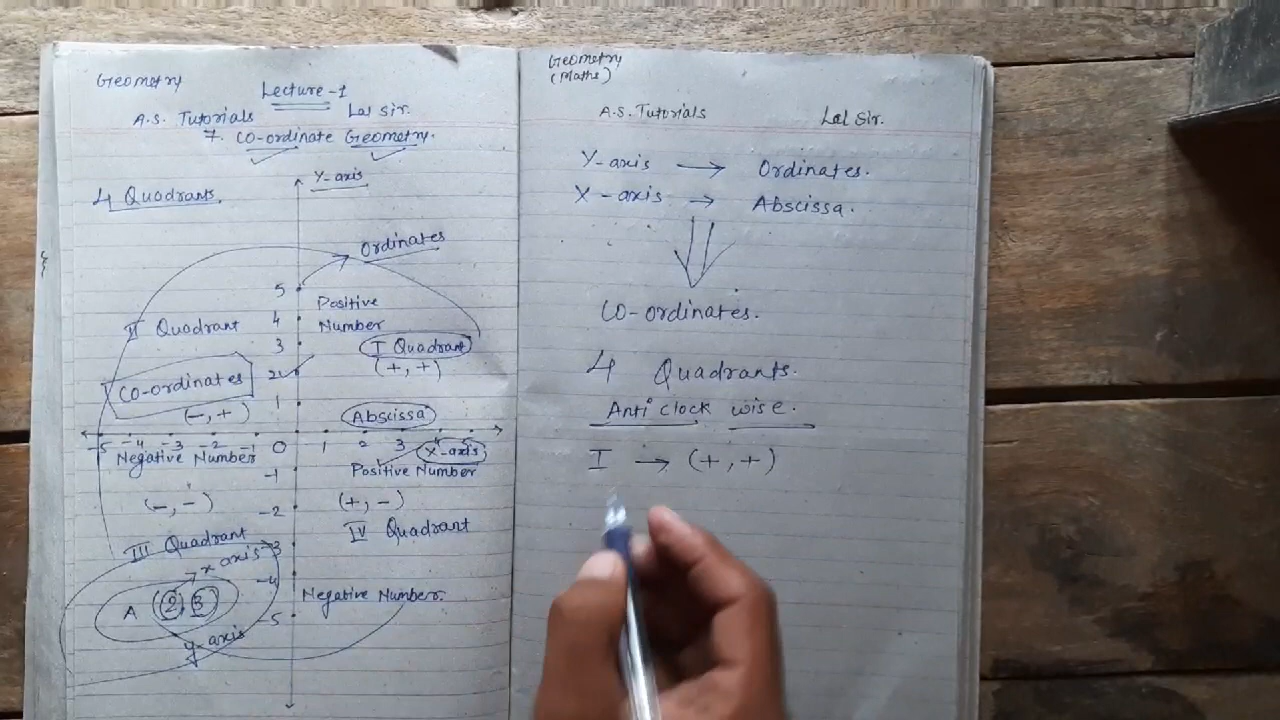 Geometry
Lecture-1
A.S. Tutorials Lal Sir.
7. Co-ordinate Geometry.
Y-axis
4 Quadrants.
Ordinates
5
Positive
4
Number
II Quadrant
3
I Quadrant
(+, +)
2
Co-ordinates
1
(-, +)
Abscissa
-5 -4 -3 -2 -1 0 1 2 3
X-axis
Negative Number
Positive Number
-1
(-, -)
(+, -)
-2
IV Quadrant
III Quadrant
-3
x axis
-4
A (2, 3)
Negative Number.
-5
y-axis
Geometry
(Maths)
A.S. Tutorials Lal Sir.
Y-axis → Ordinates.
X-axis → Abscissa.
Co-ordinates.
4 Quadrants.
Anti clock wise.
I → (+, +)